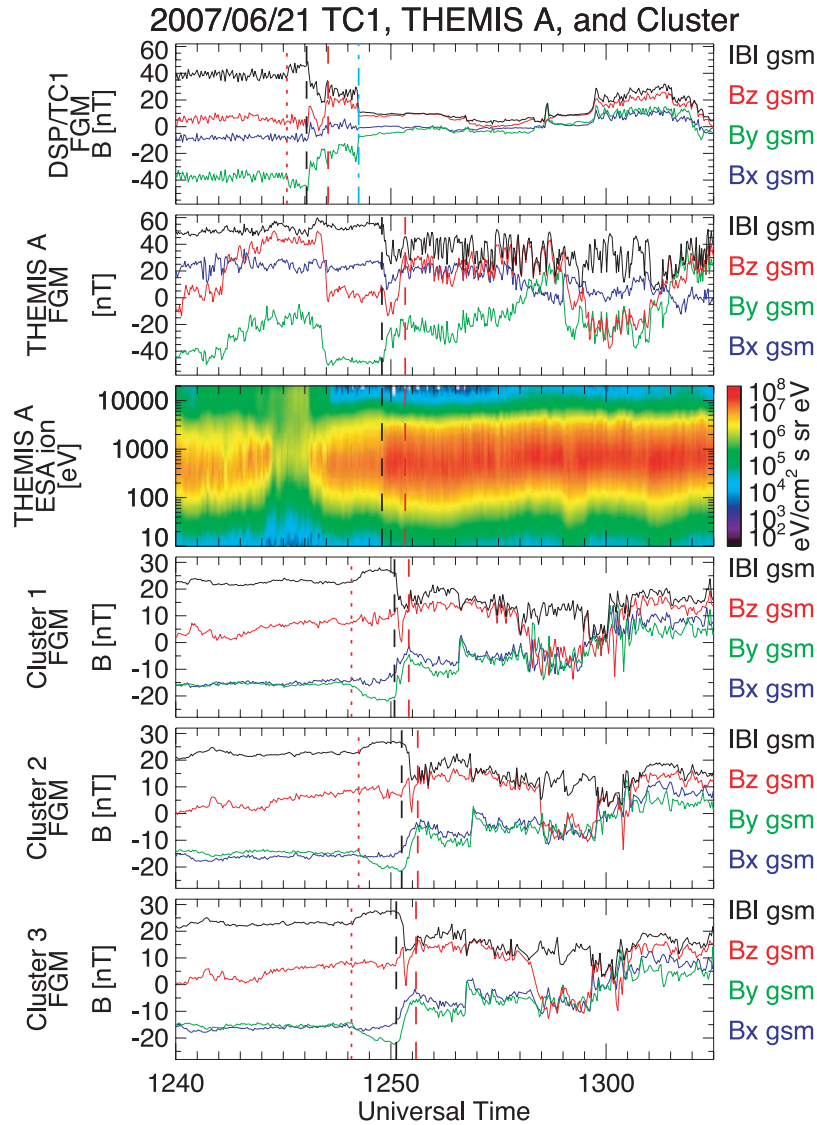 2007/06/21 TC1, THEMIS A, and Cluster
DSP/TC1
FGM
B [nT]
60
40
20
0
-20
-40
IBI gsm
Bz gsm
By gsm
Bx gsm
THEMIS A
FGM
[nT]
60
40
20
0
-20
-40
IBI gsm
Bz gsm
By gsm
Bx gsm
THEMIS A
ESA ion
[eV]
10000
1000
100
10
10^8
10^7
10^6
10^5
10^4
10^3
10^2
eV/cm^2 s sr eV
Cluster 1
FGM
B [nT]
30
20
10
0
-10
-20
IBI gsm
Bz gsm
By gsm
Bx gsm
Cluster 2
FGM
B [nT]
30
20
10
0
-10
-20
IBI gsm
Bz gsm
By gsm
Bx gsm
Cluster 3
FGM
B [nT]
30
20
10
0
-10
-20
IBI gsm
Bz gsm
By gsm
Bx gsm
1240
1250
1300
Universal Time